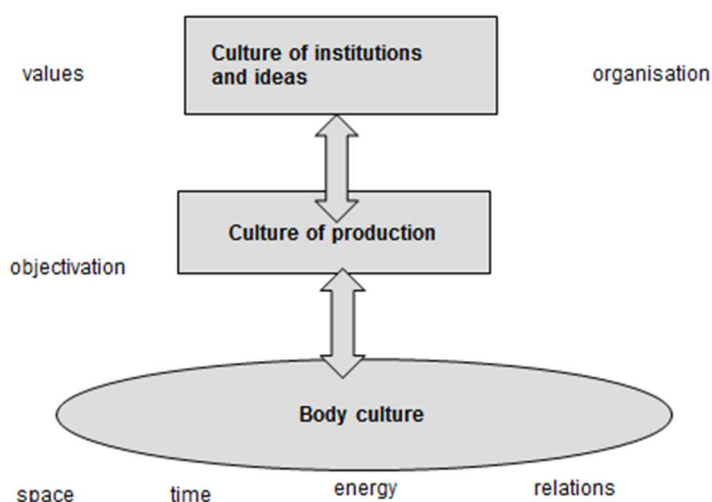 Culture of institutions
and ideas
values
organisation
Culture of production
objectivation
Body culture
space
time
energy
relations